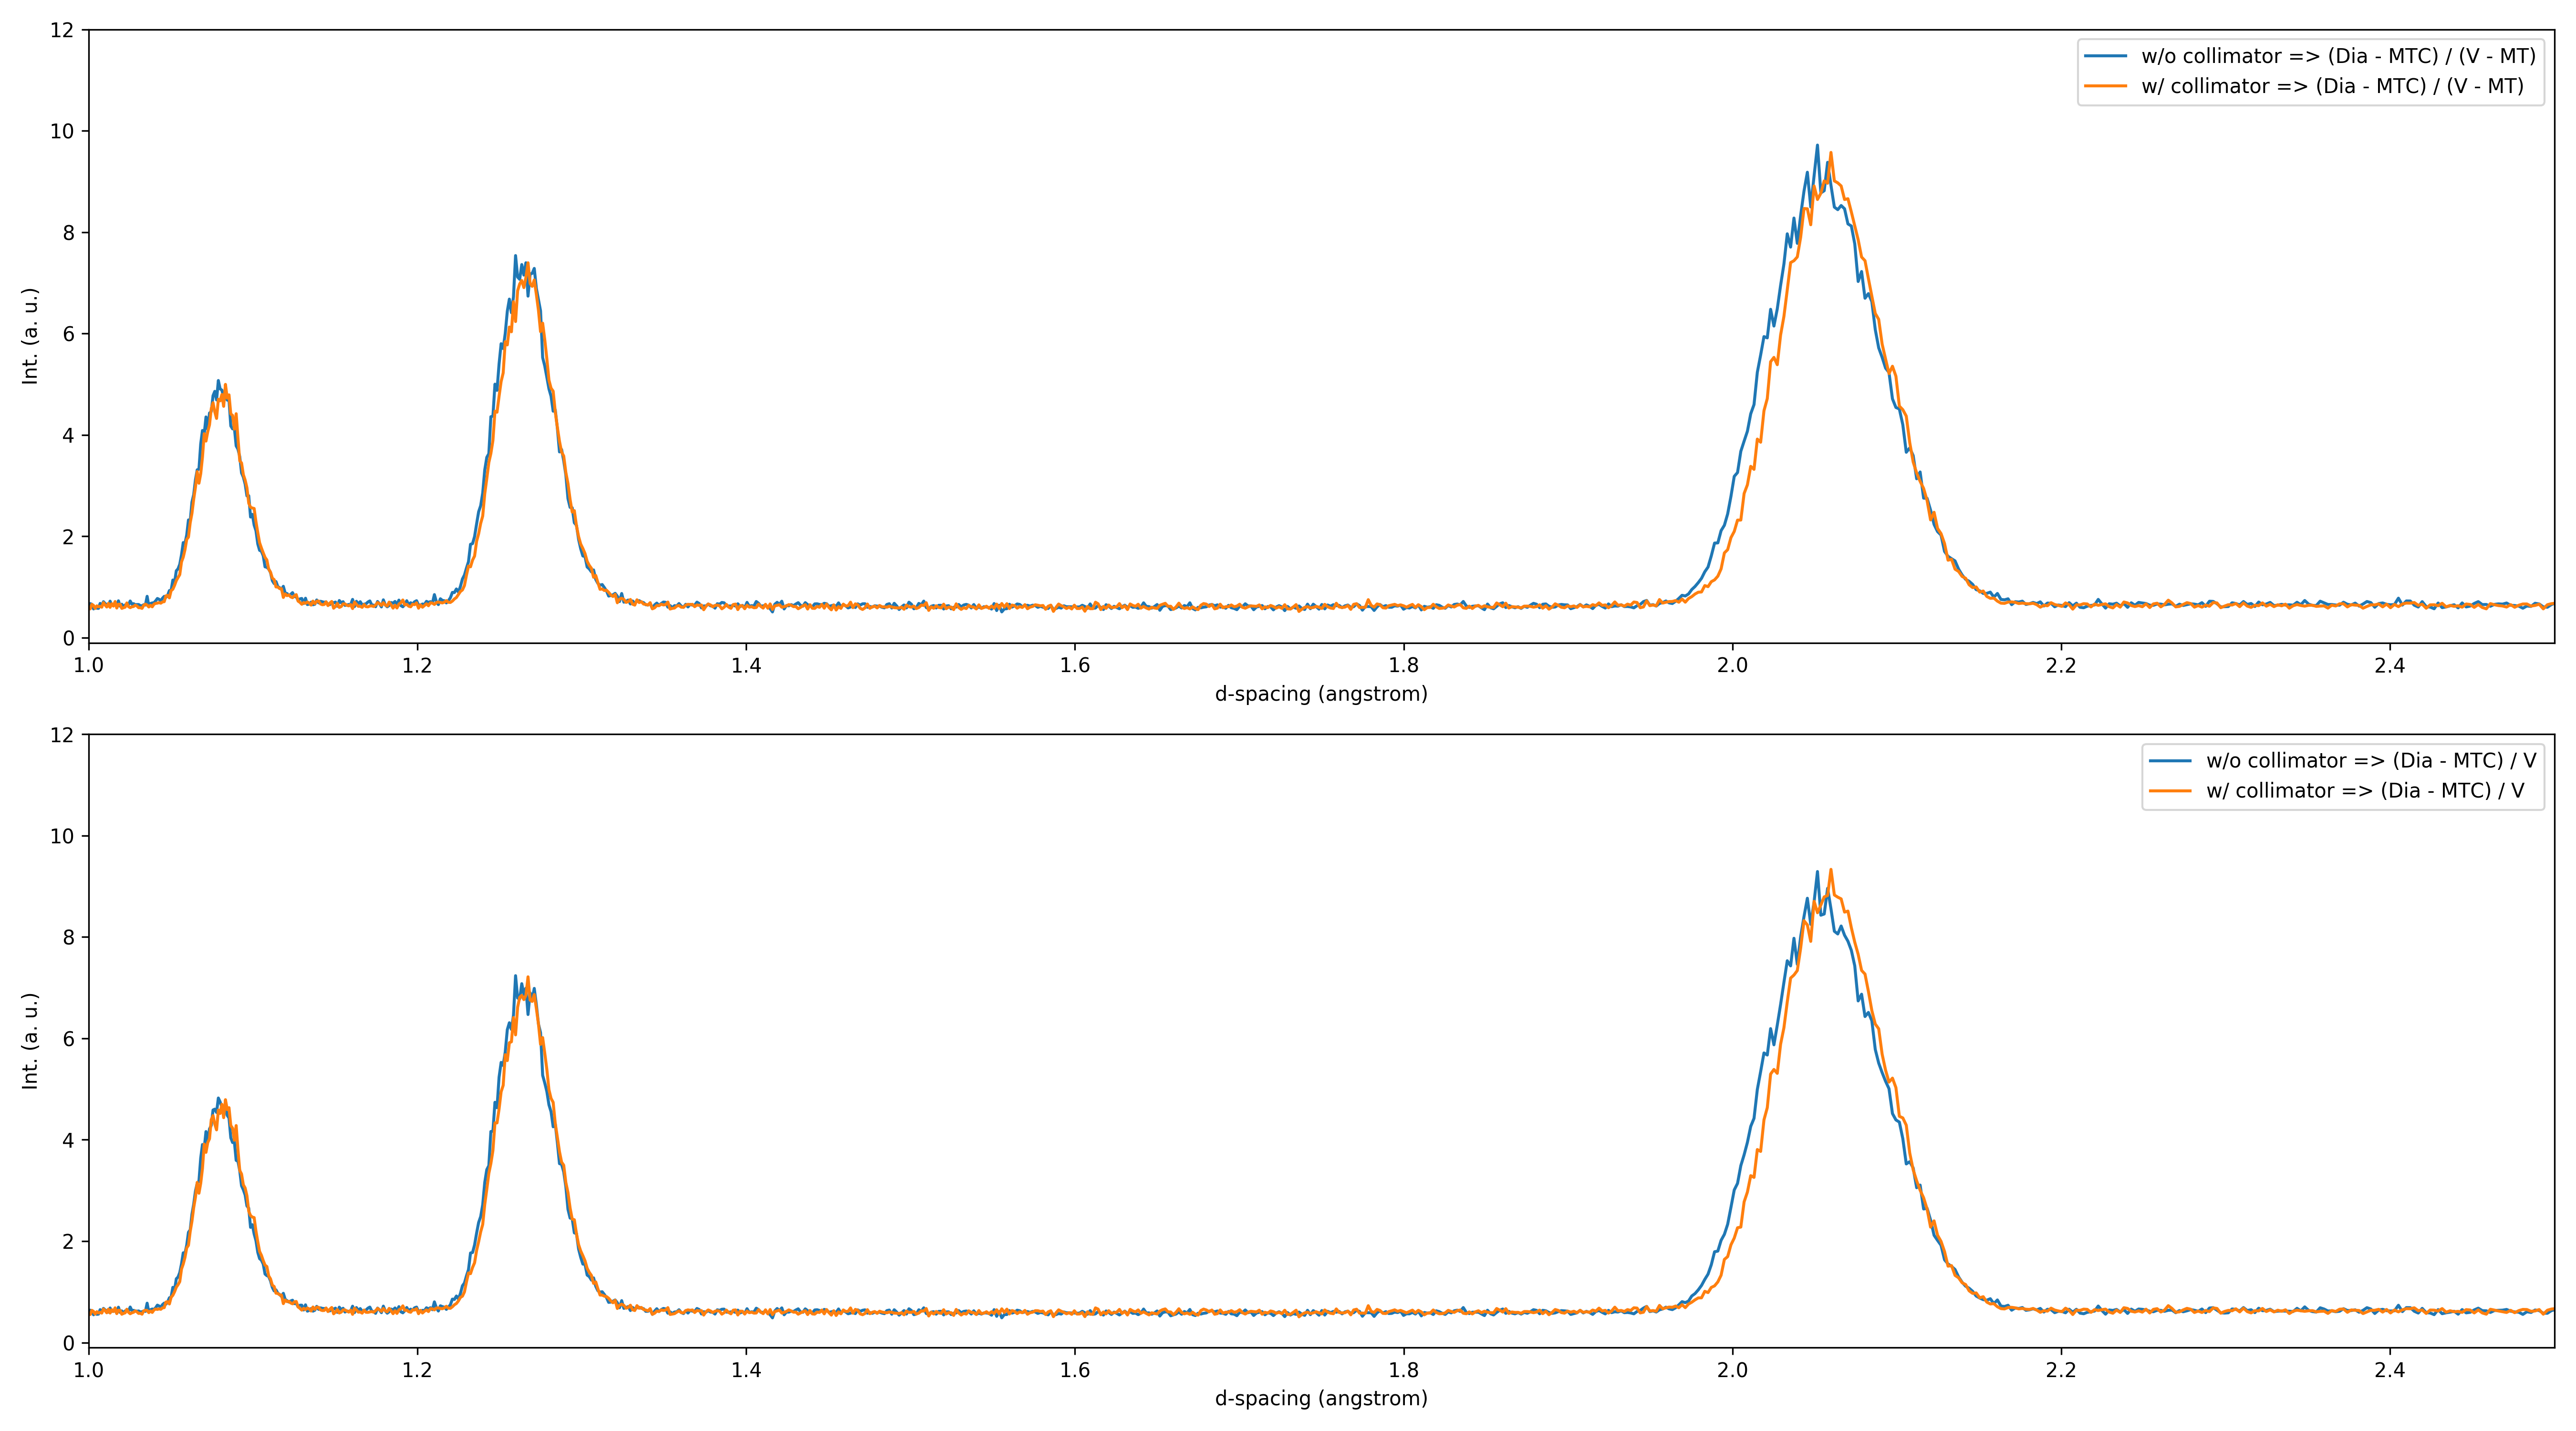 12
10
8
6
4
2
0
Int. (a. u.)
w/o collimator => (Dia - MTC) / (V - MT)
w/ collimator => (Dia - MTC) / (V - MT)
1.0 1.2 1.4 1.6 1.8 2.0 2.2 2.4
d-spacing (angstrom)
12
10
8
6
4
2
0
Int. (a. u.)
w/o collimator => (Dia - MTC) / V
w/ collimator => (Dia - MTC) / V
1.0 1.2 1.4 1.6 1.8 2.0 2.2 2.4
d-spacing (angstrom)